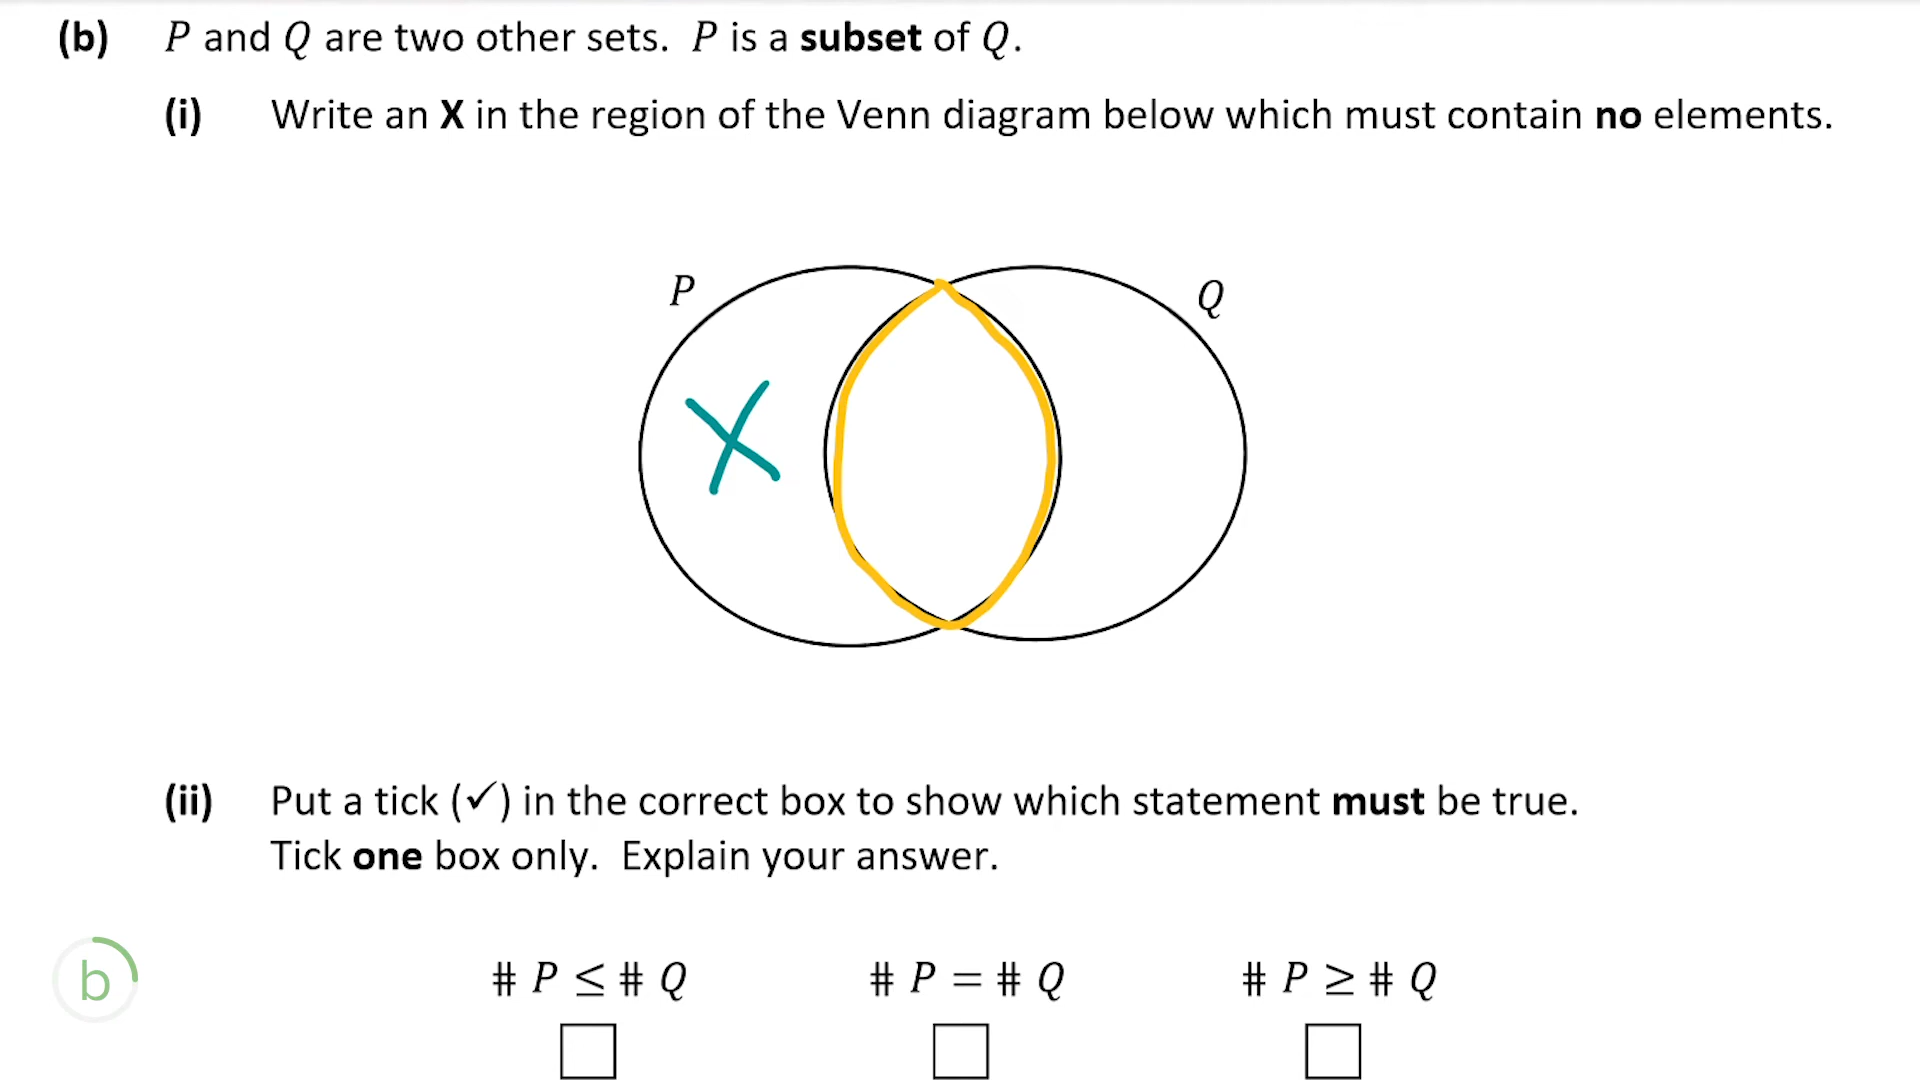 (b) P and Q are two other sets. P is a subset of Q.
(i) Write an X in the region of the Venn diagram below which must contain no elements.
P Q
X
(ii) Put a tick (✓) in the correct box to show which statement must be true.
Tick one box only. Explain your answer.
b
# P ≤ # Q # P = # Q # P ≥ # Q